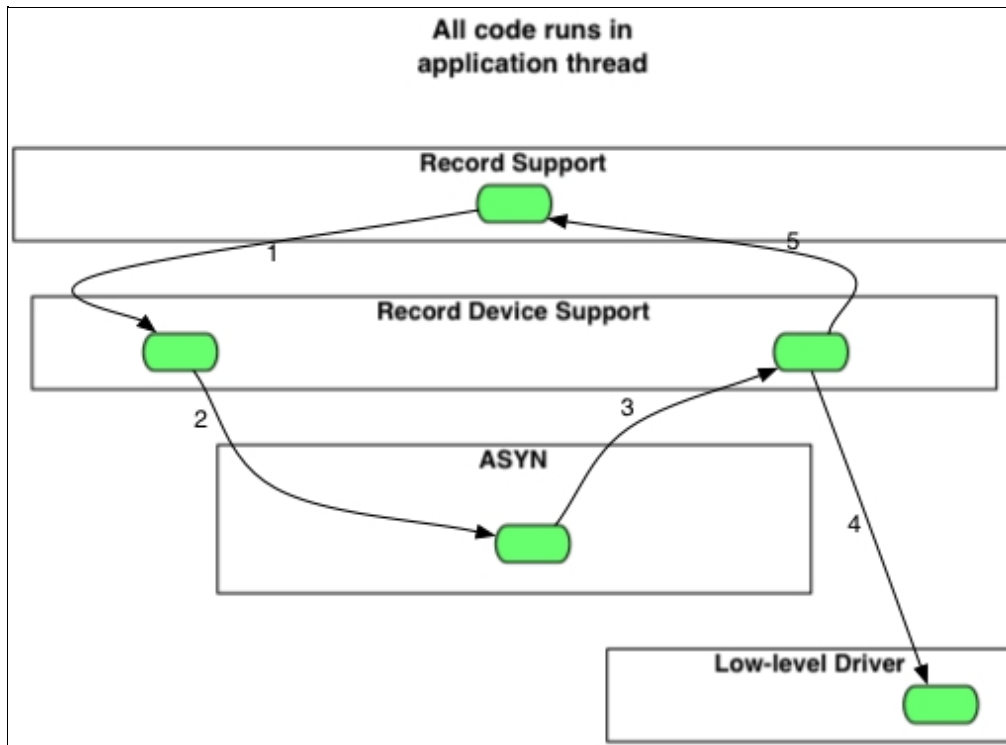 All code runs in
application thread
Record Support
1
5
Record Device Support
2
3
ASYN
4
Low-level Driver